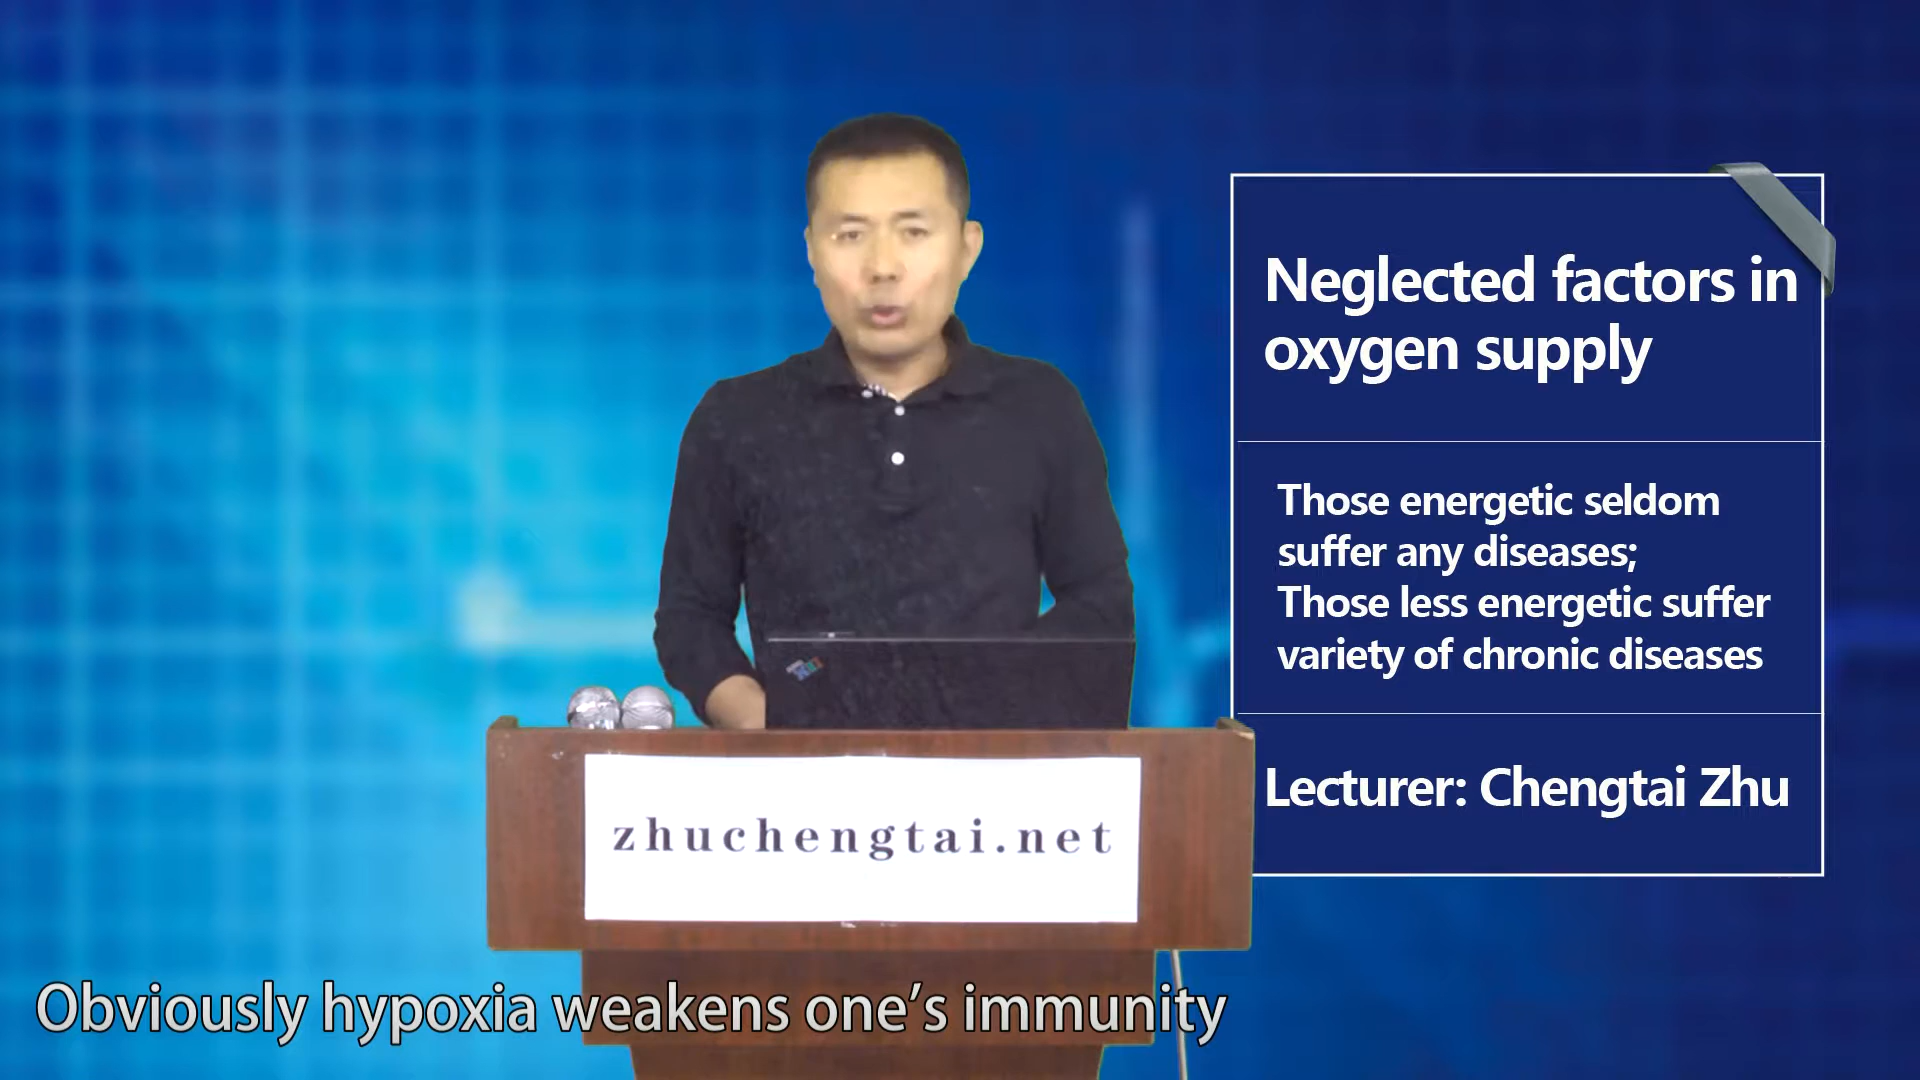 Neglected factors in
oxygen supply
Those energetic seldom
suffer any diseases;
Those less energetic suffer
variety of chronic diseases
Lecturer: Chengtai Zhu
zhuchengtai.net
Obviously hypoxia weakens one's immunity